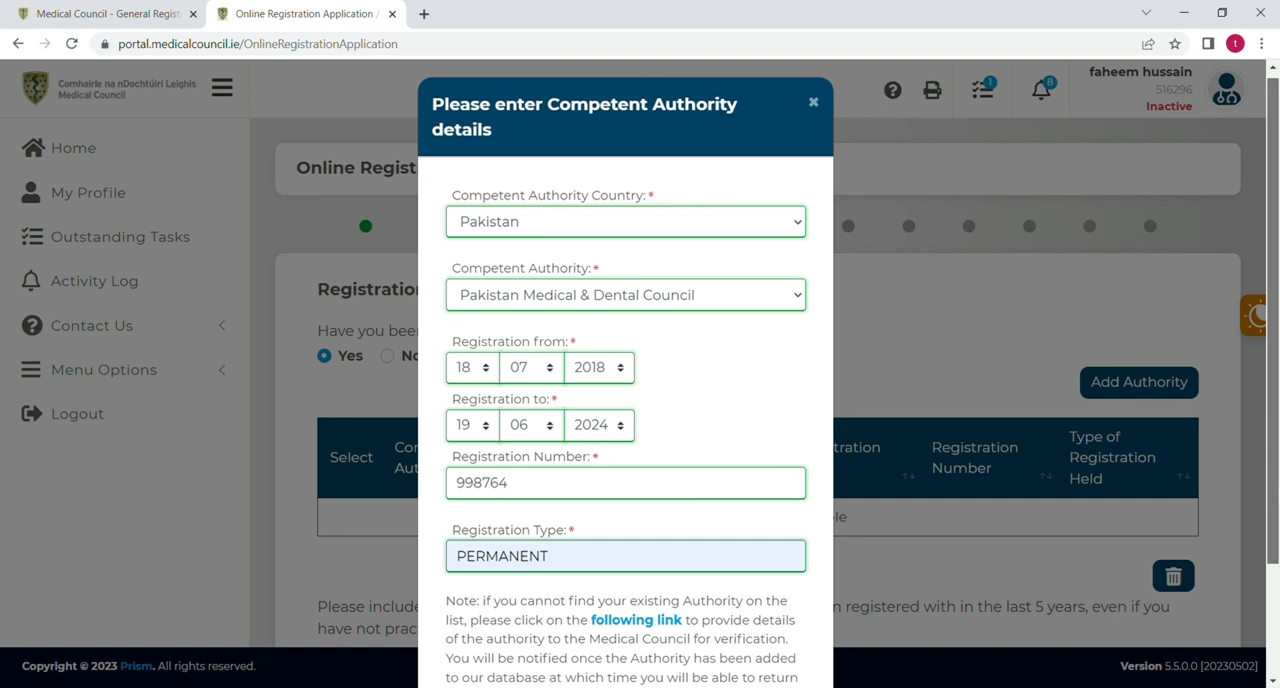 Medical Council - General Regist
Online Registration Application /
portal.medicalcouncil.ie/OnlineRegistrationApplication
t
Comhairle na nDochtúirí Leighis
Medical Council
1
8
faheem hussain
516296
Inactive
Home
My Profile
Outstanding Tasks
Activity Log
Contact Us
Menu Options
Logout
Online Regist
Please enter Competent Authority
details
Competent Authority Country: *
Pakistan
Competent Authority: *
Pakistan Medical & Dental Council
Registration from: *
18 07 2018
Registration to: *
19 06 2024
Registration Number: *
998764
Registration Type: *
PERMANENT
Note: if you cannot find your existing Authority on the
list, please click on the following link to provide details
of the authority to the Medical Council for verification.
You will be notified once the Authority has been added
to our database at which time you will be able to return
Registration
Have you bee
Yes No
Add Authority
Select
Co
Aut
tration
Registration
Number
Type of
Registration
Held
le
Please include
n registered with in the last 5 years, even if you
have not prac
Copyright © 2023 Prism. All rights reserved.
Version 5.5.0.0 [20230502]